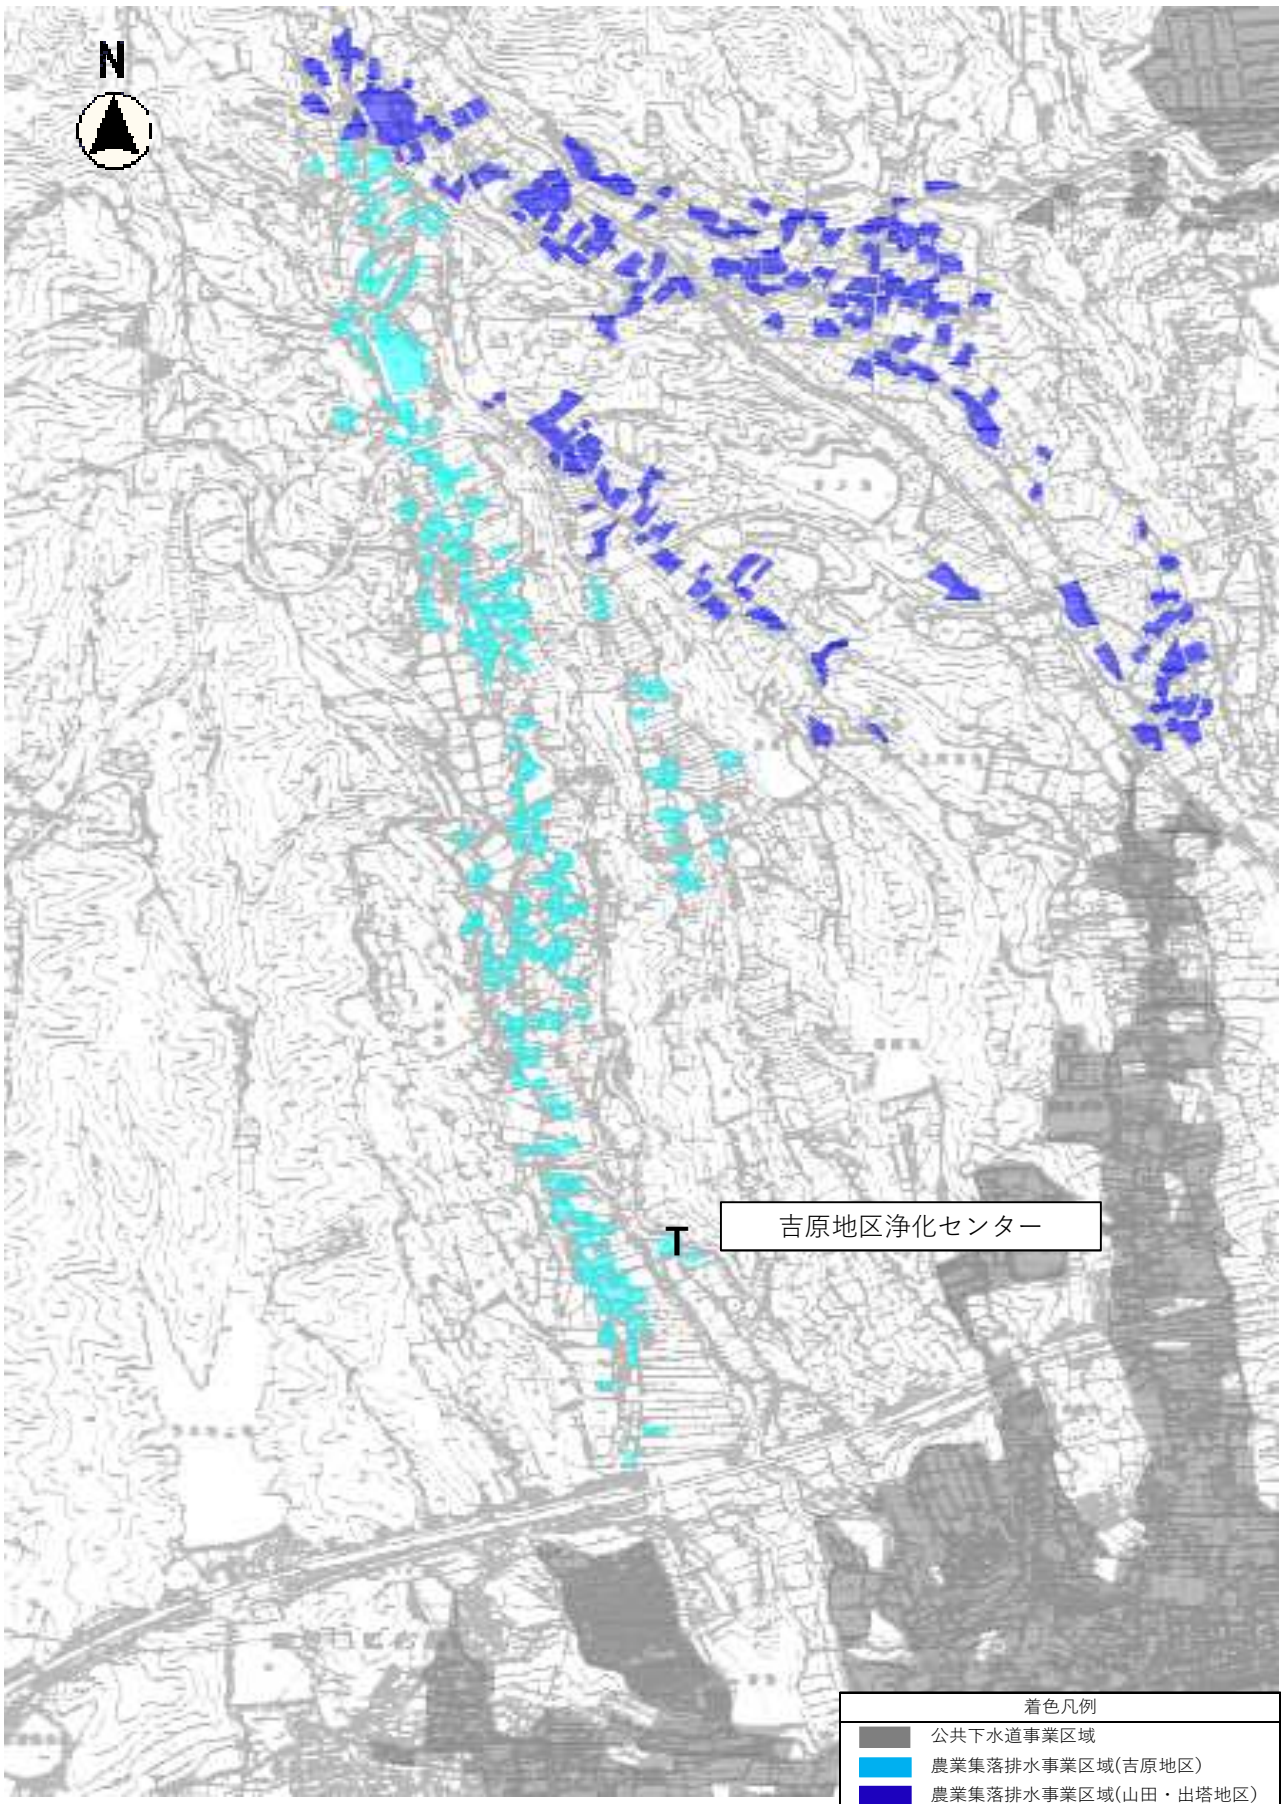 N
T
吉原地区浄化センター
着色凡例
公共下水道事業区域
農業集落排水事業区域(吉原地区)
農業集落排水事業区域(山田・出塔地区)